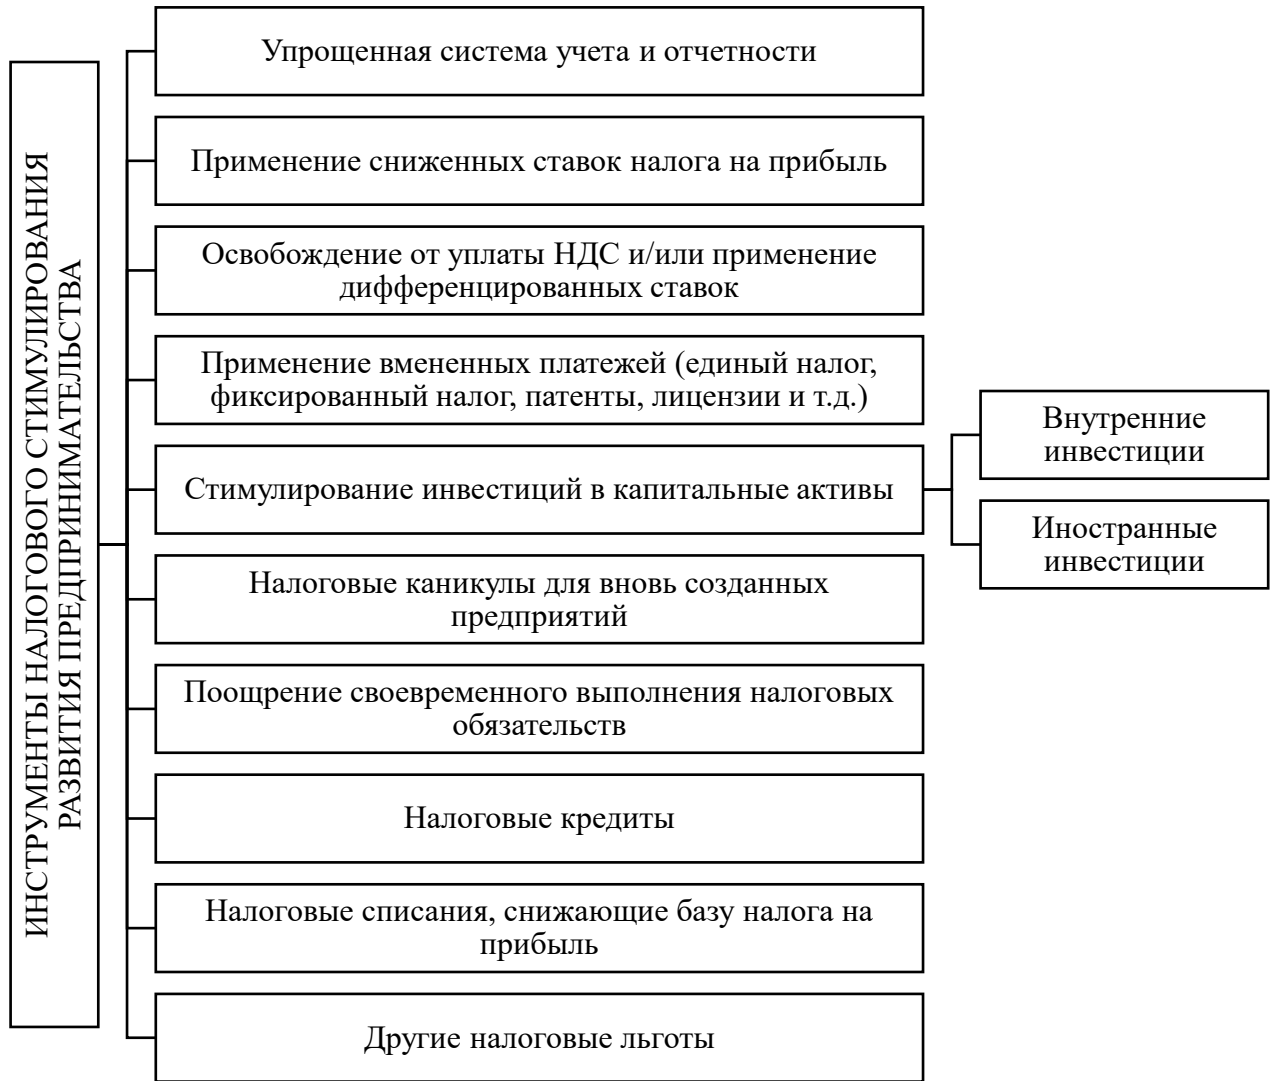 ИНСТРУМЕНТЫ НАЛОГОВОГО СТИМУЛИРОВАНИЯ
РАЗВИТИЯ ПРЕДПРИНИМАТЕЛЬСТВА
Упрощенная система учета и отчетности
Применение сниженных ставок налога на прибыль
Освобождение от уплаты НДС и/или применение
дифференцированных ставок
Применение вмененных платежей (единый налог,
фиксированный налог, патенты, лицензии и т.д.)
Стимулирование инвестиций в капитальные активы
Внутренние
инвестиции
Иностранные
инвестиции
Налоговые каникулы для вновь созданных
предприятий
Поощрение своевременного выполнения налоговых
обязательств
Налоговые кредиты
Налоговые списания, снижающие базу налога на
прибыль
Другие налоговые льготы